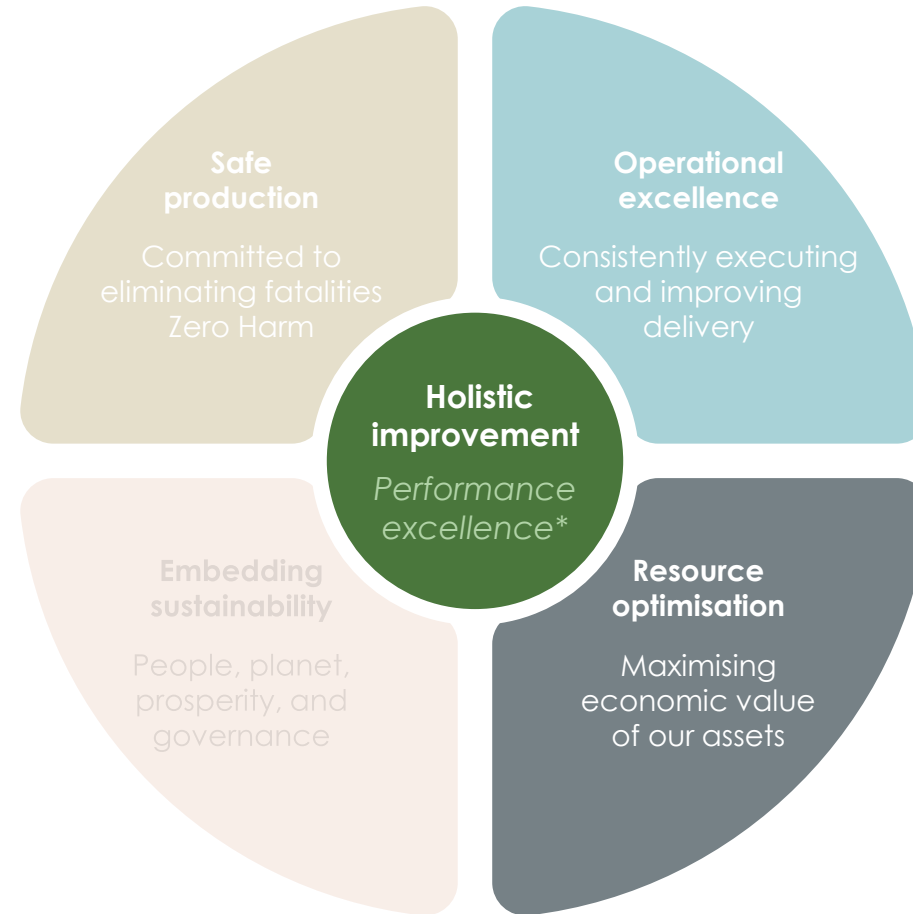 Safe
production
Committed to
eliminating fatalities
Zero Harm
Operational
excellence
Consistently executing
and improving
delivery
Holistic
improvement
Performance
excellence*
Embedding
sustainability
People, planet,
prosperity, and
governance
Resource
optimisation
Maximising
economic value
of our assets